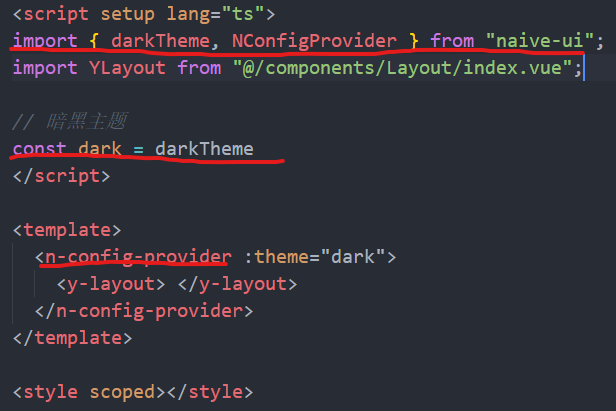 <script setup lang="ts">
import { darkTheme, NConfigProvider } from "naive-ui";
import YLayout from "@/components/Layout/index.vue";
// 暗黑主题
const dark = darkTheme
</script>
<template>
<n-config-provider :theme="dark">
<y-layout> </y-layout>
</n-config-provider>
</template>
<style scoped></style>